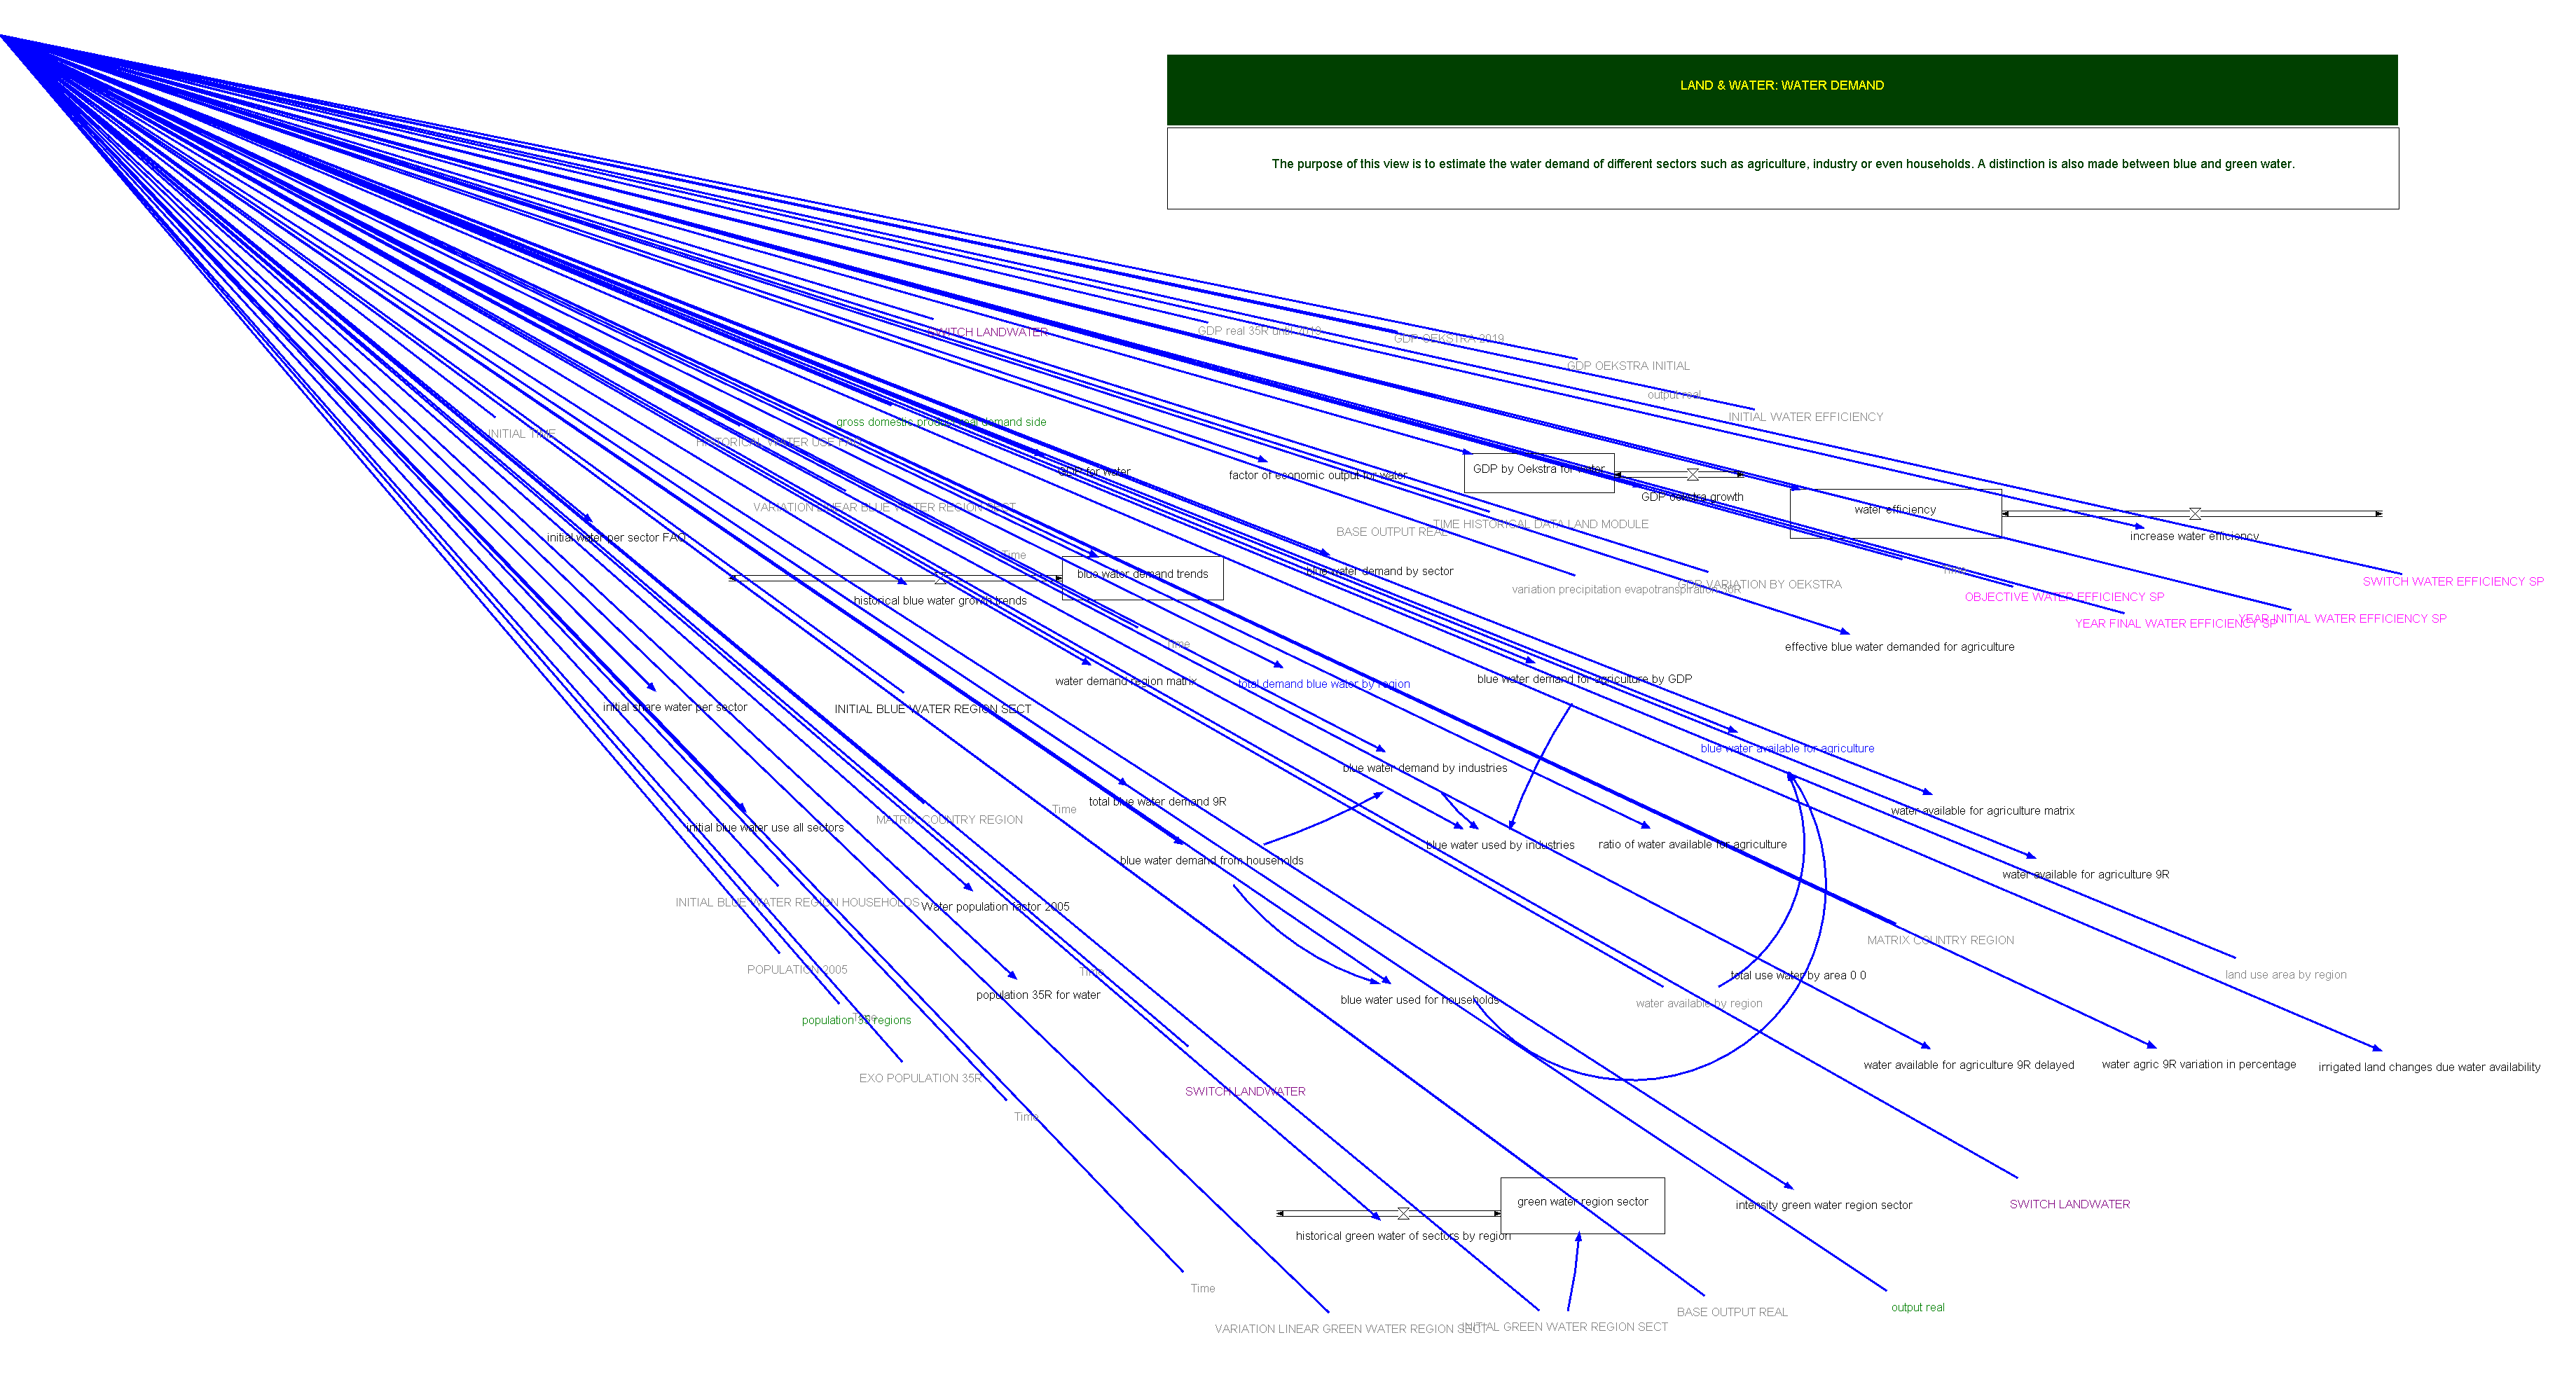 LAND & WATER: WATER DEMAND
The purpose of this view is to estimate the water demand of different sectors such as agriculture, industry or even households. A distinction is also made between blue and green water.
SWITCH LANDWATER
GDP real 35R until 2019
GDP OEKSTRA 2019
GDP OEKSTRA INITIAL
output real
INITIAL WATER EFFICIENCY
gross domestic product real demand side
INITIAL TIME
HISTORICAL WATER USE FAO
GDP for water
factor of economic output for water
GDP by Oekstra for water
GDP oekstra growth
water efficiency
VARIATION LINEAR BLUE WATER REGION SECT
TIME HISTORICAL DATA LAND MODULE
BASE OUTPUT REAL
initial water per sector FAO
increase water efficiency
Time
blue water demand trends
blue water demand by sector
Time
SWITCH WATER EFFICIENCY SP
variation precipitation evapotranspiration 36R
GDP VARIATION BY OEKSTRA
historical blue water growth trends
OBJECTIVE WATER EFFICIENCY SP
YEAR FINAL WATER EFFICIENCY SP
YEAR INITIAL WATER EFFICIENCY SP
Time
effective blue water demanded for agriculture
water demand region matrix
total demand blue water by region
blue water demand for agriculture by GDP
initial share water per sector
INITIAL BLUE WATER REGION SECT
blue water available for agriculture
blue water demand by industries
total blue water demand 9R
Time
water available for agriculture matrix
MATRIX COUNTRY REGION
initial blue water use all sectors
blue water used by industries
ratio of water available for agriculture
blue water demand from households
water available for agriculture 9R
INITIAL BLUE WATER REGION HOUSEHOLDS
Water population factor 2005
MATRIX COUNTRY REGION
POPULATION 2005
Time
total use water by area 0 0
land use area by region
population 35R for water
blue water used for households
water available by region
population 35 regions
Time
water available for agriculture 9R delayed
water agric 9R variation in percentage
irrigated land changes due water availability
EXO POPULATION 35R
SWITCH LANDWATER
Time
green water region sector
intensity green water region sector
SWITCH LANDWATER
historical green water of sectors by region
Time
BASE OUTPUT REAL
output real
VARIATION LINEAR GREEN WATER REGION SECT
INITIAL GREEN WATER REGION SECT